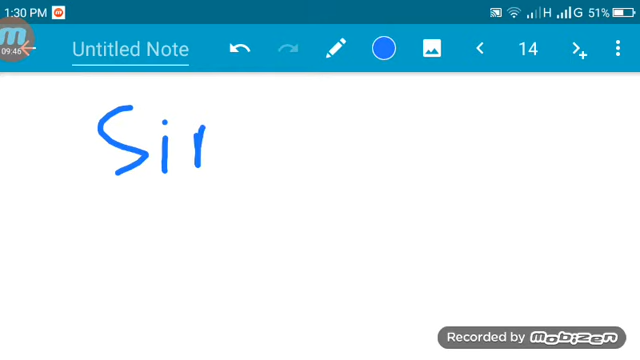 1:30 PM H G 51%
m
09:46
Untitled Note 14
Sir
Recorded by mobizen